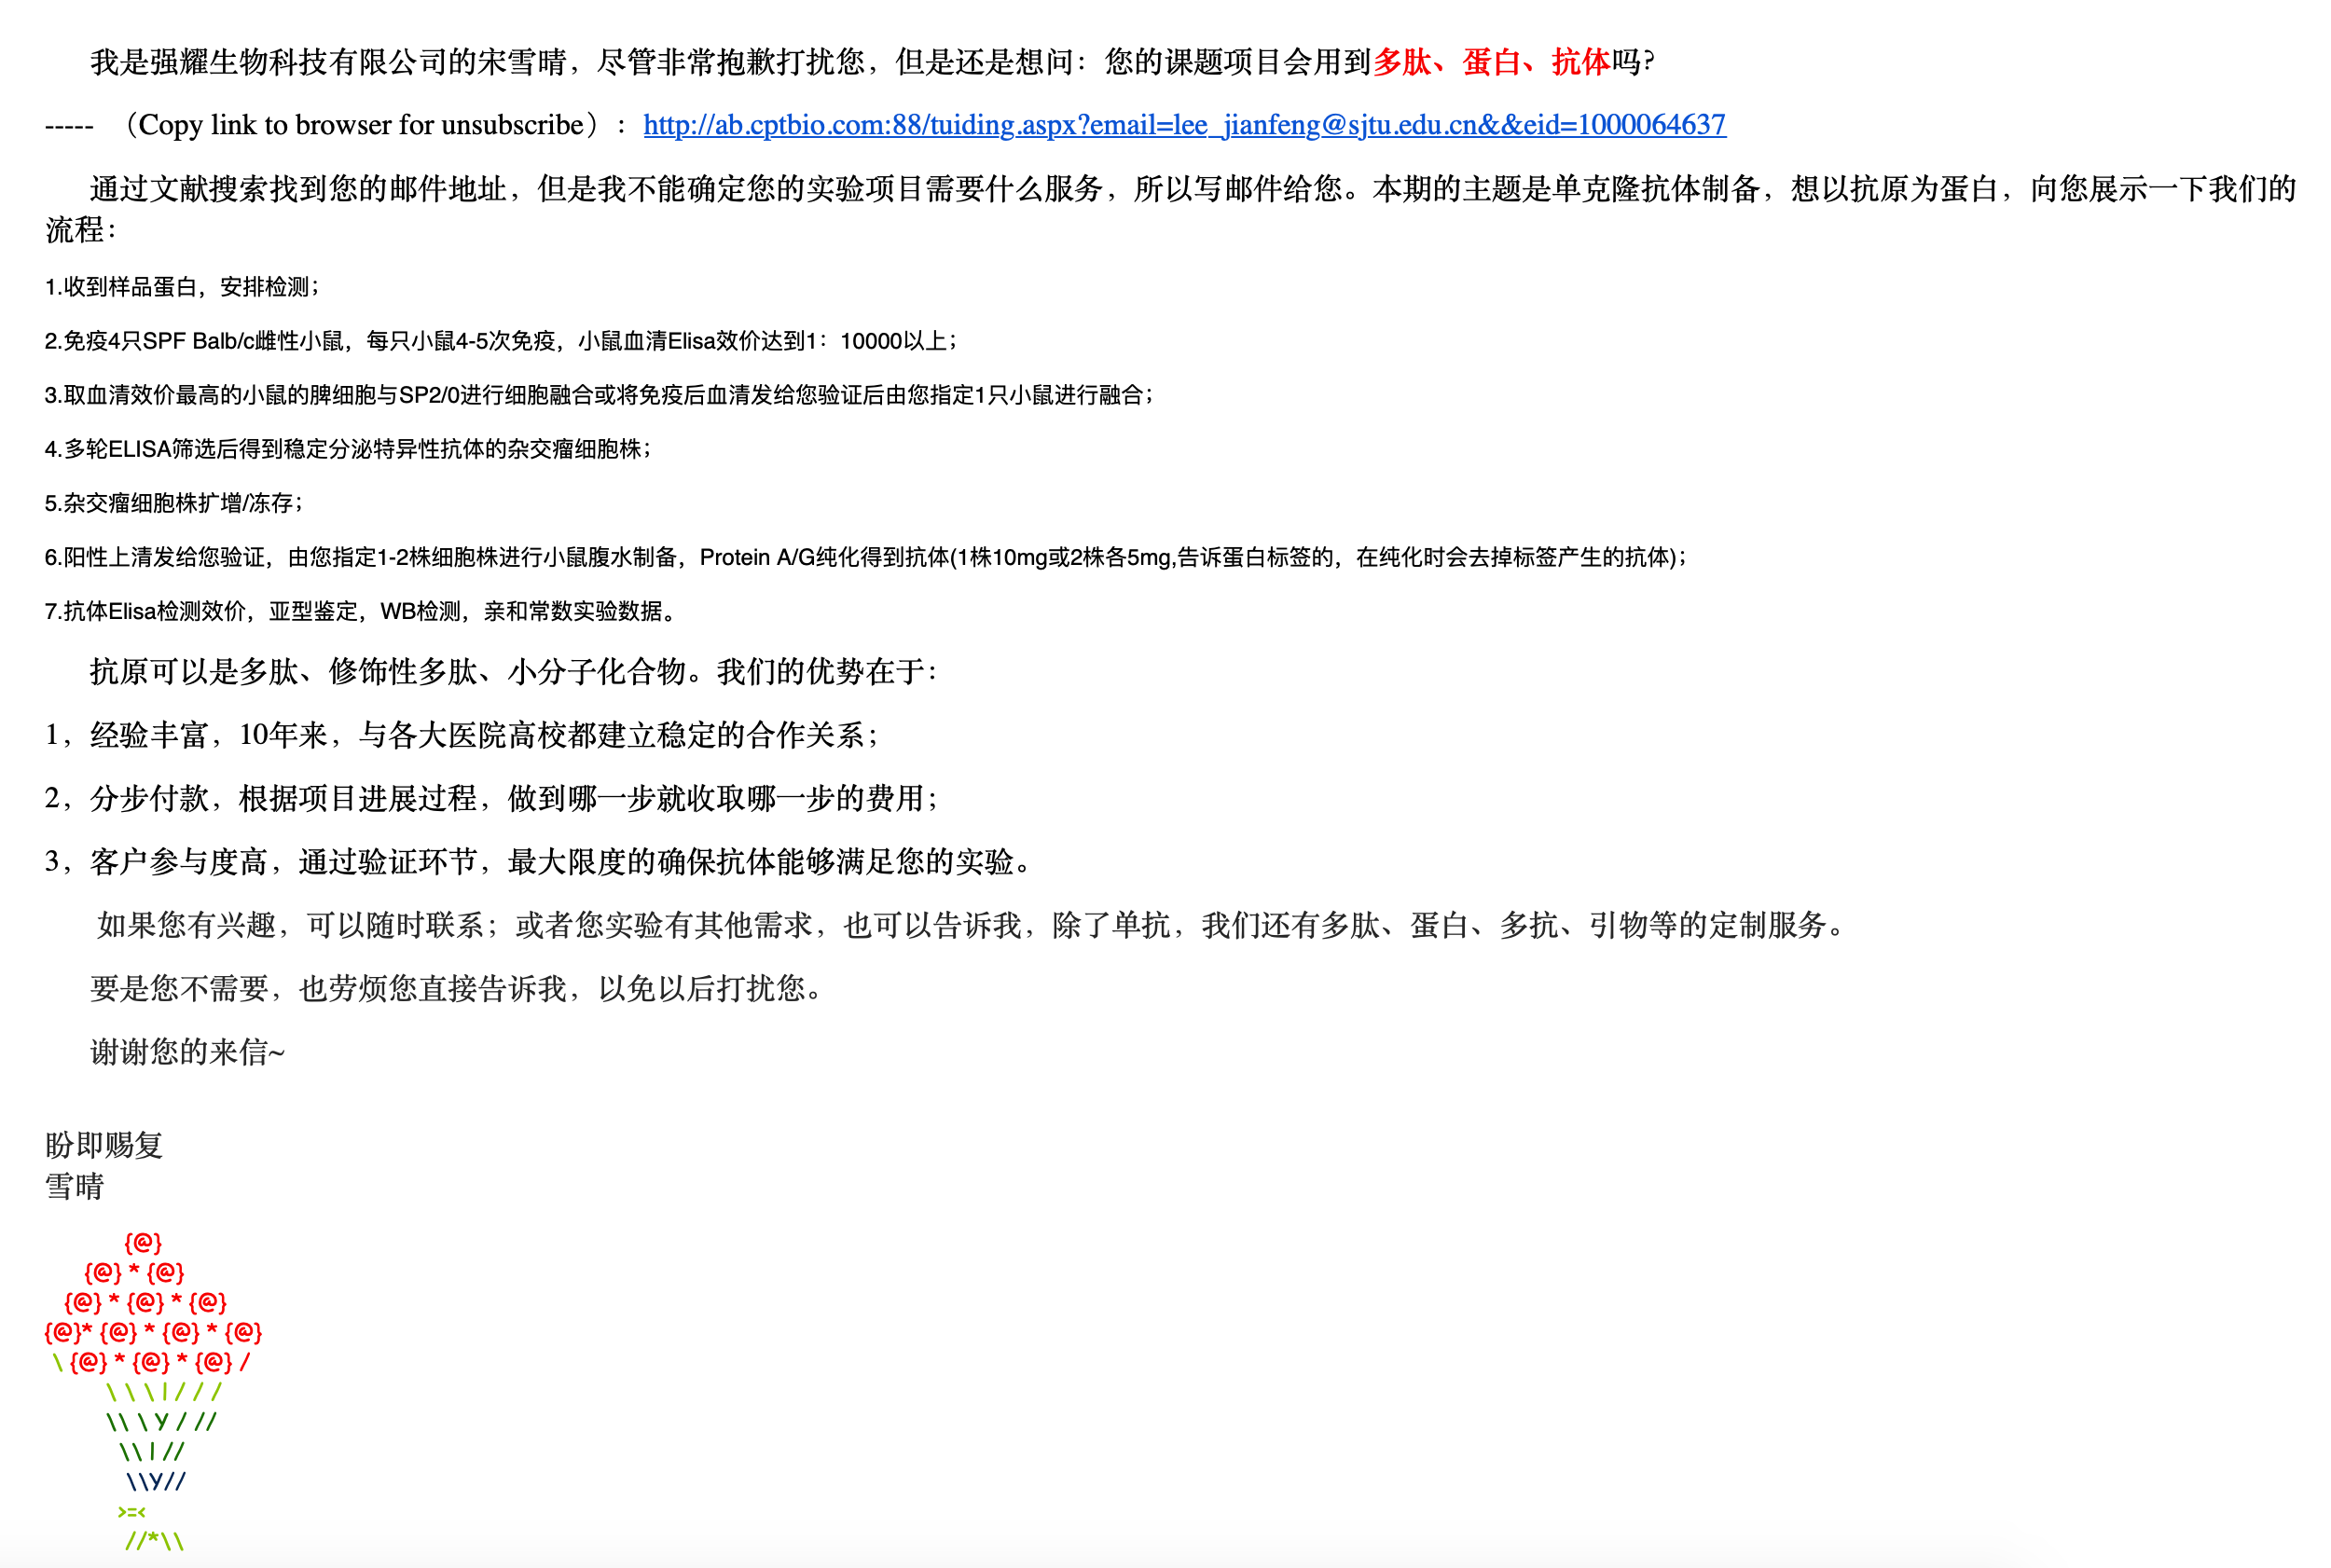 我是强耀生物科技有限公司的宋雪晴，尽管非常抱歉打扰您，但是还是想问：您的课题项目会用到多肽、蛋白、抗体吗?
----- （Copy link to browser for unsubscribe）：http://ab.cptbio.com:88/tuiding.aspx?email=lee_jianfeng@sjtu.edu.cn&&eid=1000064637
通过文献搜索找到您的邮件地址，但是我不能确定您的实验项目需要什么服务，所以写邮件给您。本期的主题是单克隆抗体制备，想以抗原为蛋白，向您展示一下我们的
流程：
1.收到样品蛋白，安排检测；
2.免疫4只SPF Balb/c雌性小鼠，每只小鼠4-5次免疫，小鼠血清Elisa效价达到1：10000以上；
3.取血清效价最高的小鼠的脾细胞与SP2/0进行细胞融合或将免疫后血清发给您验证后由您指定1只小鼠进行融合；
4.多轮ELISA筛选后得到稳定分泌特异性抗体的杂交瘤细胞株；
5.杂交瘤细胞株扩增/冻存；
6.阳性上清发给您验证，由您指定1-2株细胞株进行小鼠腹水制备，Protein A/G纯化得到抗体(1株10mg或2株各5mg,告诉蛋白标签的，在纯化时会去掉标签产生的抗体)；
7.抗体Elisa检测效价，亚型鉴定，WB检测，亲和常数实验数据。
抗原可以是多肽、修饰性多肽、小分子化合物。我们的优势在于：
1，经验丰富，10年来，与各大医院高校都建立稳定的合作关系；
2，分步付款，根据项目进展过程，做到哪一步就收取哪一步的费用；
3，客户参与度高，通过验证环节，最大限度的确保抗体能够满足您的实验。
如果您有兴趣，可以随时联系；或者您实验有其他需求，也可以告诉我，除了单抗，我们还有多肽、蛋白、多抗、引物等的定制服务。
要是您不需要，也劳烦您直接告诉我，以免以后打扰您。
谢谢您的来信~
盼即赐复
雪晴
{@}
{@} * {@}
{@} * {@} * {@}
{@}* {@} * {@} * {@}
\ {@} * {@} * {@} /
\ \ \ | / / /
\\ \ y / //
\\ | //
\\y//
>=<
//*\\